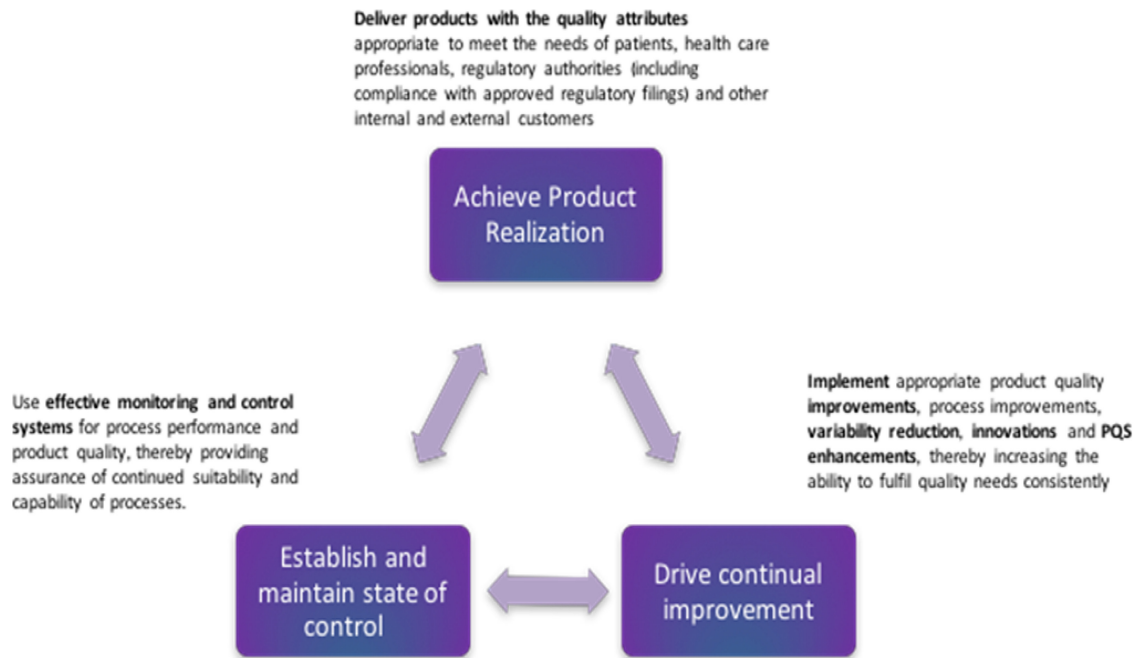 Deliver products with the quality attributes
appropriate to meet the needs of patients, health care
professionals, regulatory authorities (including
compliance with approved regulatory filings) and other
internal and external customers
Achieve Product
Realization
Use effective monitoring and control
systems for process performance and
product quality, thereby providing
assurance of continued suitability and
capability of processes.
Implement appropriate product quality
improvements, process improvements,
variability reduction, innovations and PQS
enhancements, thereby increasing the
ability to fulfil quality needs consistently
Establish and
maintain state of
control
Drive continual
improvement